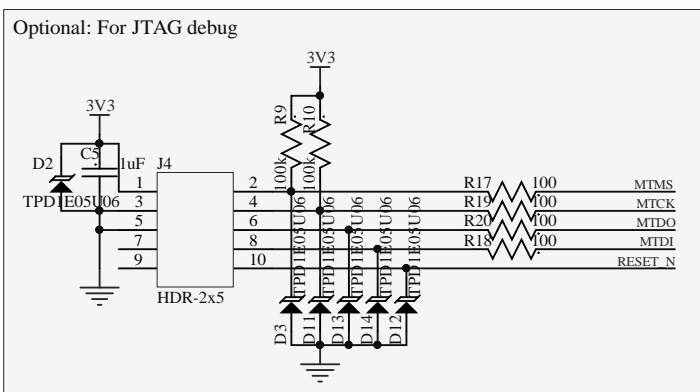 Optional: For JTAG debug
3V3
3V3
R9
R10
100k
100k
D2
C5
1uF
TPD1E05U06
J4
1
2
3
4
5
6
7
8
9
10
HDR-2x5
R17
100
MTMS
R19
100
MTCK
R20
100
MTDO
R18
100
MTDI
RESET_N
TPD1E05U06
TPD1E05U06
TPD1E05U06
TPD1E05U06
TPD1E05U06
D3
D11
D13
D14
D12